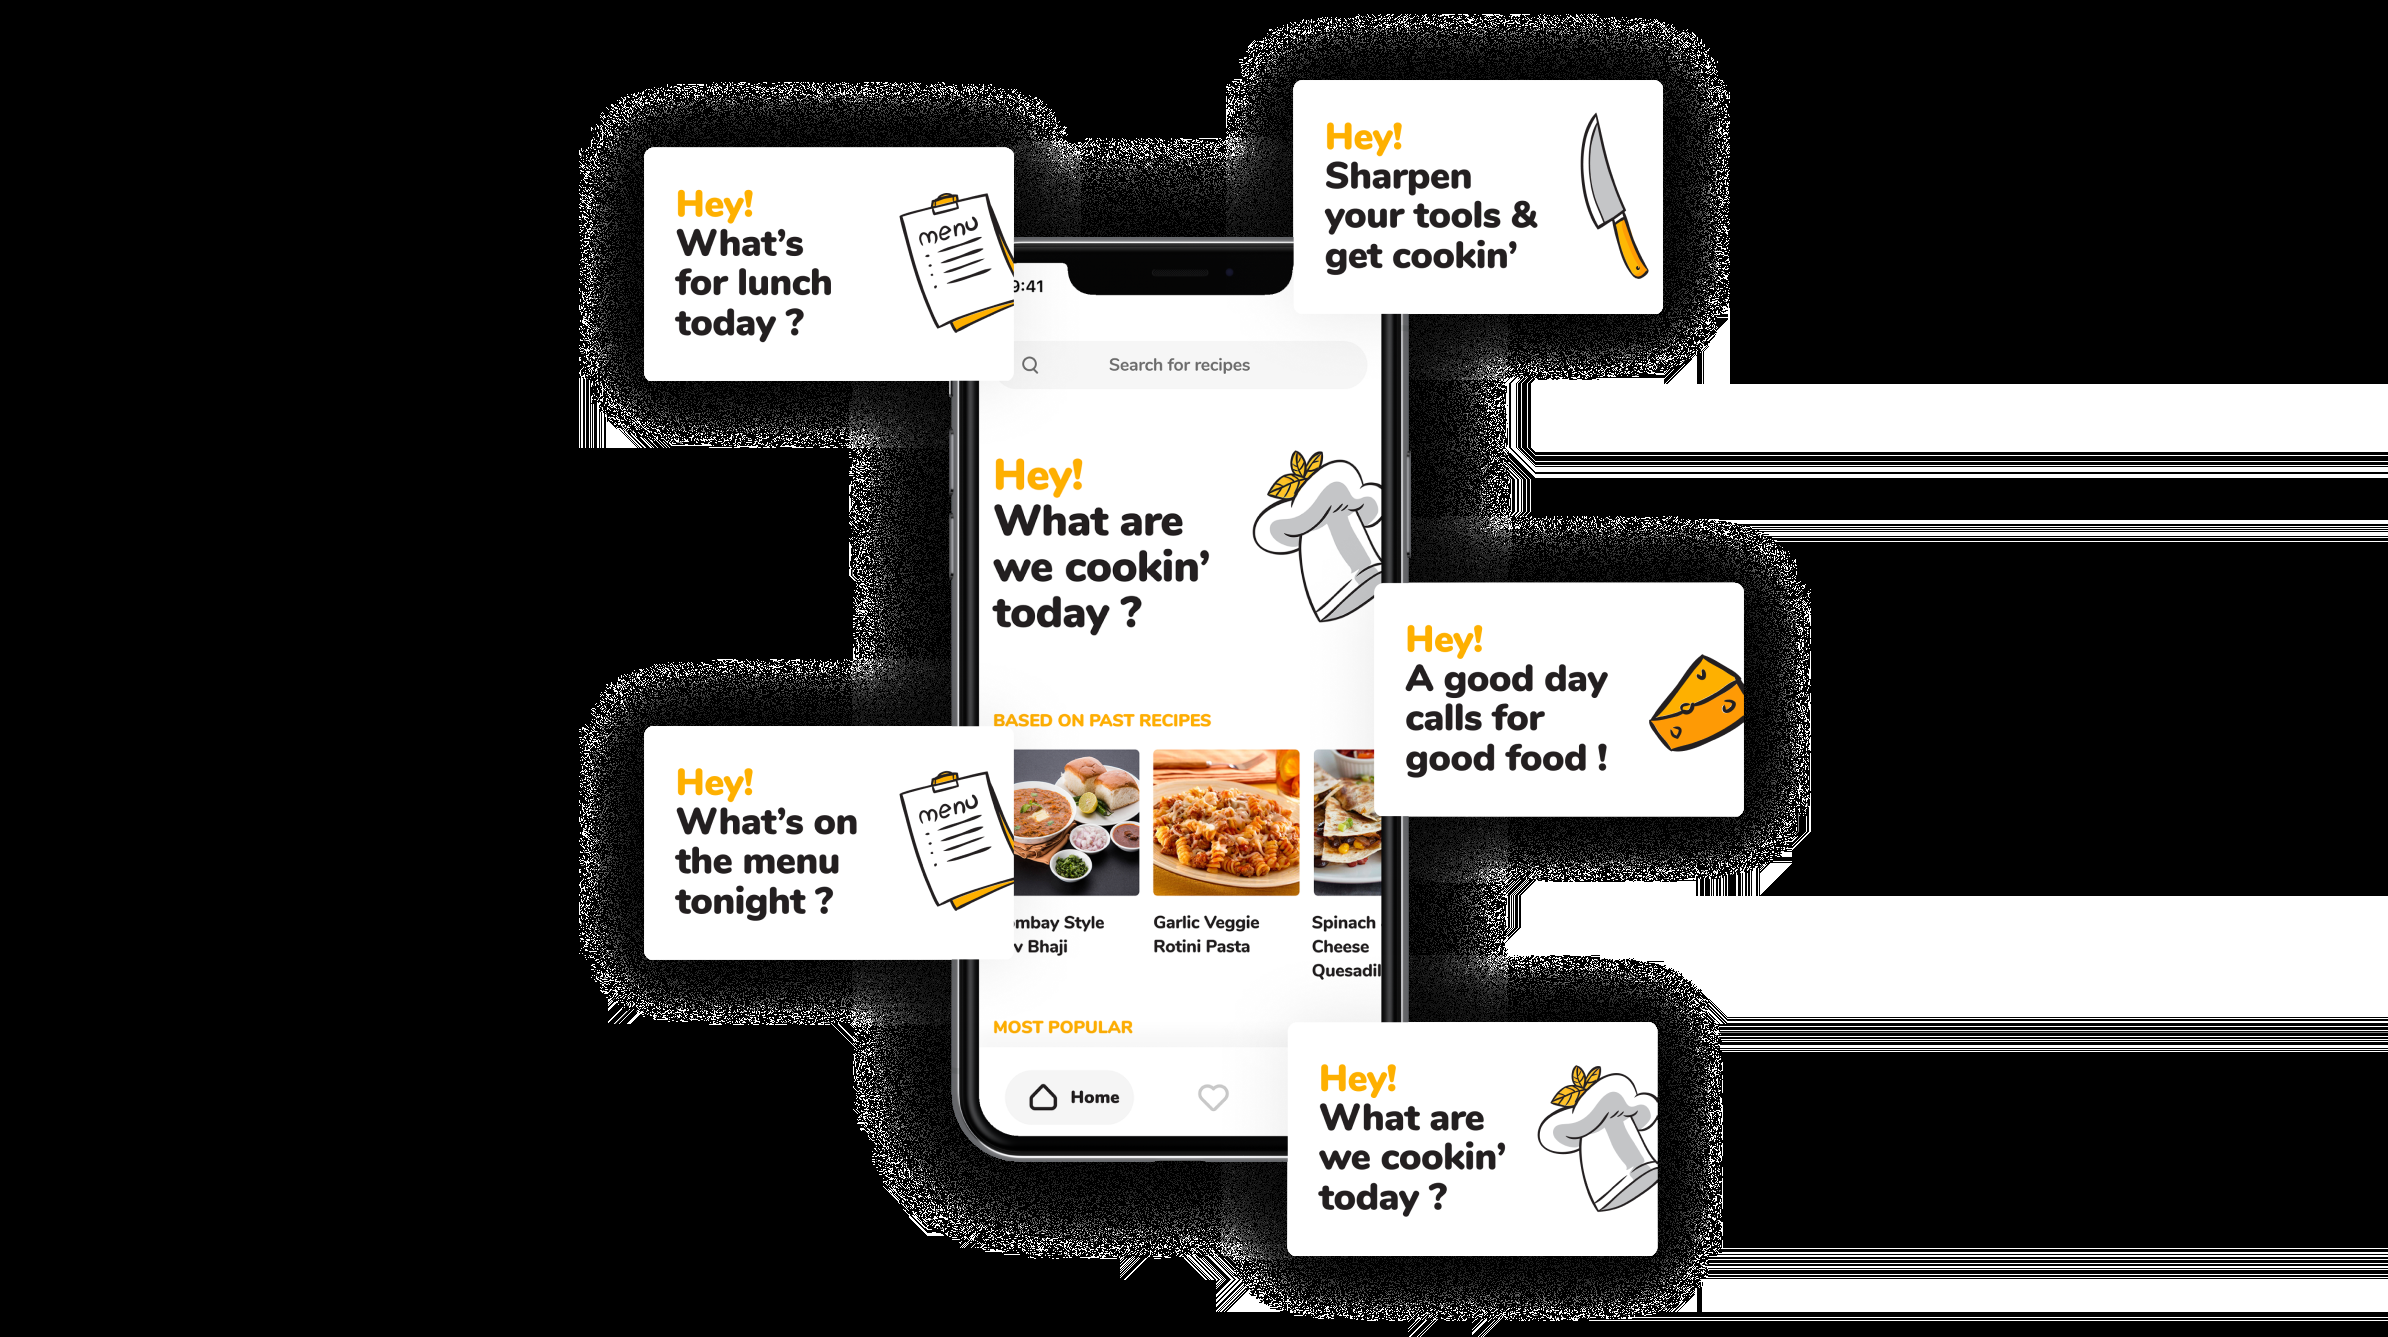 Hey!
What's
for lunch
today ?
menu
Hey!
Sharpen
your tools &
get cookin'
:41
Search for recipes
Hey!
What are
we cookin'
today ?
Hey!
A good day
calls for
good food !
BASED ON PAST RECIPES
Hey!
What's on
the menu
tonight ?
menu
mbay Style
v Bhaji
Garlic Veggie
Rotini Pasta
Spinach
Cheese
Quesadil
MOST POPULAR
Home
Hey!
What are
we cookin'
today ?